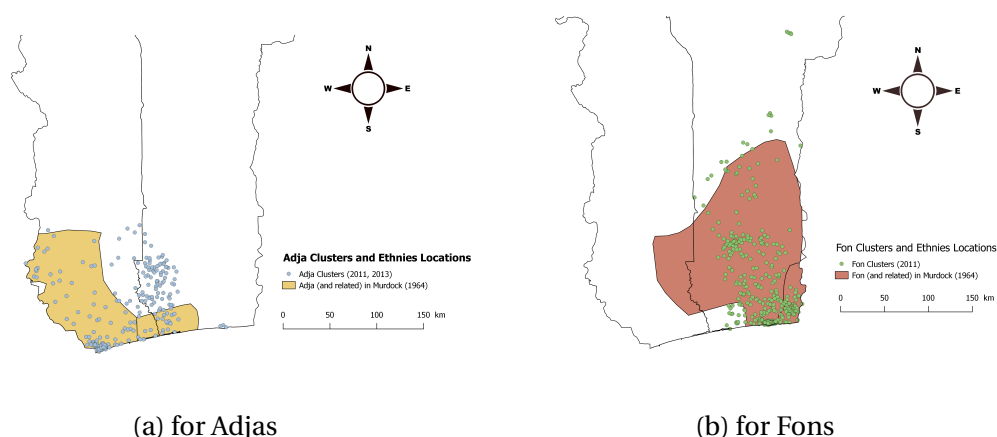 N
W E
S
Adja Clusters and Ethnies Locations
Adja Clusters (2011, 2013)
Adja (and related) in Murdock (1964)
0 50 100 150 km
(a) for Adjas
N
W E
S
Fon Clusters and Ethnies Locations
Fon Clusters (2011)
Fon (and related) in Murdock (1964)
0 50 100 150 km
(b) for Fons